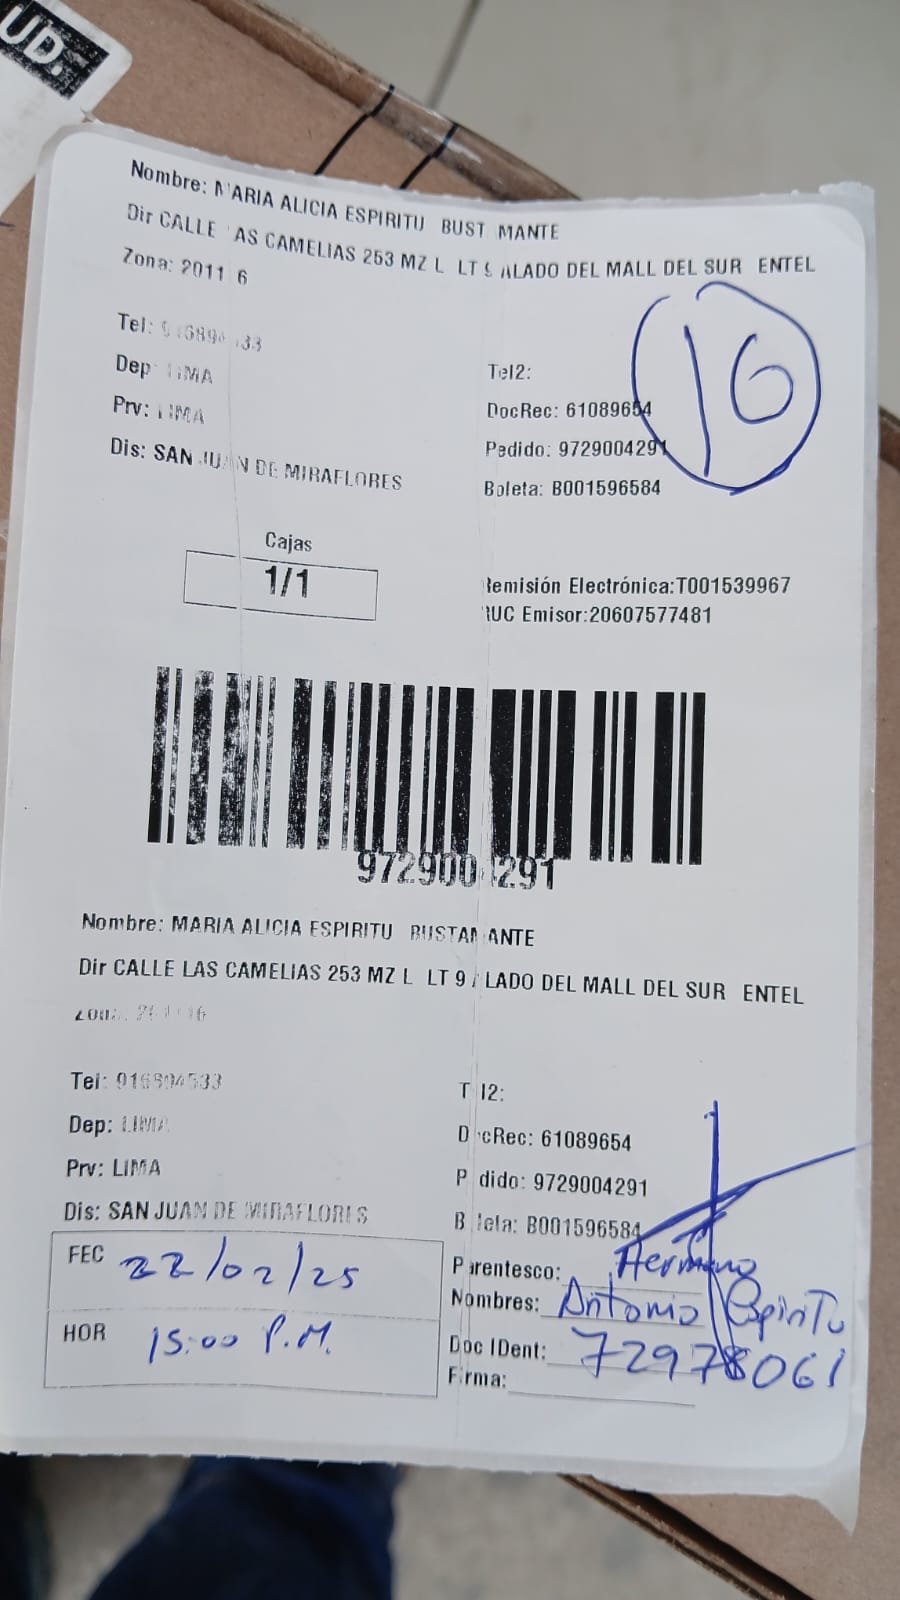 UD.
Nombre: MARIA ALICIA ESPIRITU BUSTAMANTE
Dir CALLE LAS CAMELIAS 253 MZ L LT 9 ALADO DEL MALL DEL SUR ENTEL
Zona: 2011 6
16
Tel:
Tel2:
Dep: LIMA
DocRec: 61089654
Prv: LIMA
Pedido: 9729004291
Dis: SAN JUAN DE MIRAFLORES
Boleta: B001596584
Cajas
1/1
Remisión Electrónica:T001539967
RUC Emisor:20607577481
9729004291
Nombre: MARIA ALICIA ESPIRITU BUSTAMANTE
Dir CALLE LAS CAMELIAS 253 MZ L LT 9 ALADO DEL MALL DEL SUR ENTEL
Zona:
Tel:
Tel2:
Dep: LIMA
DocRec: 61089654
Prv: LIMA
Pedido: 9729004291
Dis: SAN JUAN DE MIRAFLORES
Boleta: B001596584
FEC 22/02/25
Parentesco: Hermano
Nombres: Antonio Espiritu
HOR 15:00 P.M.
Doc IDent: 72978061
Firma: